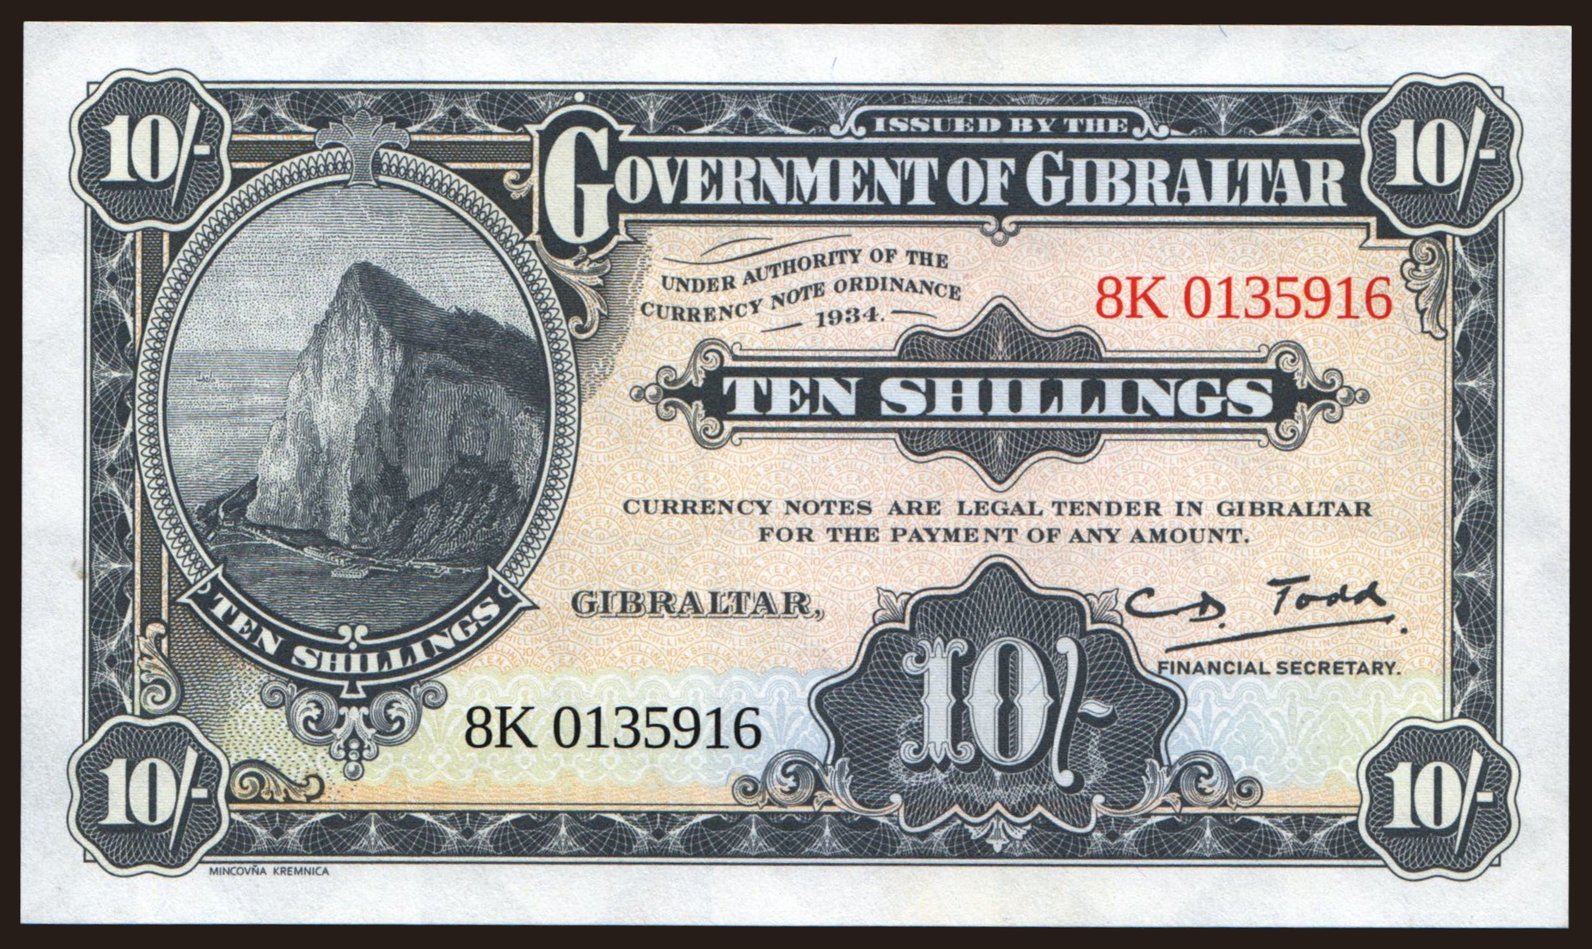 10/-
ISSUED BY THE
10/-
GOVERNMENT OF GIBRALTAR
UNDER AUTHORITY OF THE
CURRENCY NOTE ORDINANCE
1934.
8K 0135916
TEN SHILLINGS
CURRENCY NOTES ARE LEGAL TENDER IN GIBRALTAR
FOR THE PAYMENT OF ANY AMOUNT.
GIBRALTAR,
C D. Todd
TEN SHILLINGS
10/-
FINANCIAL SECRETARY.
8K 0135916
10/-
10/-
MINCOVŇA KREMNICA